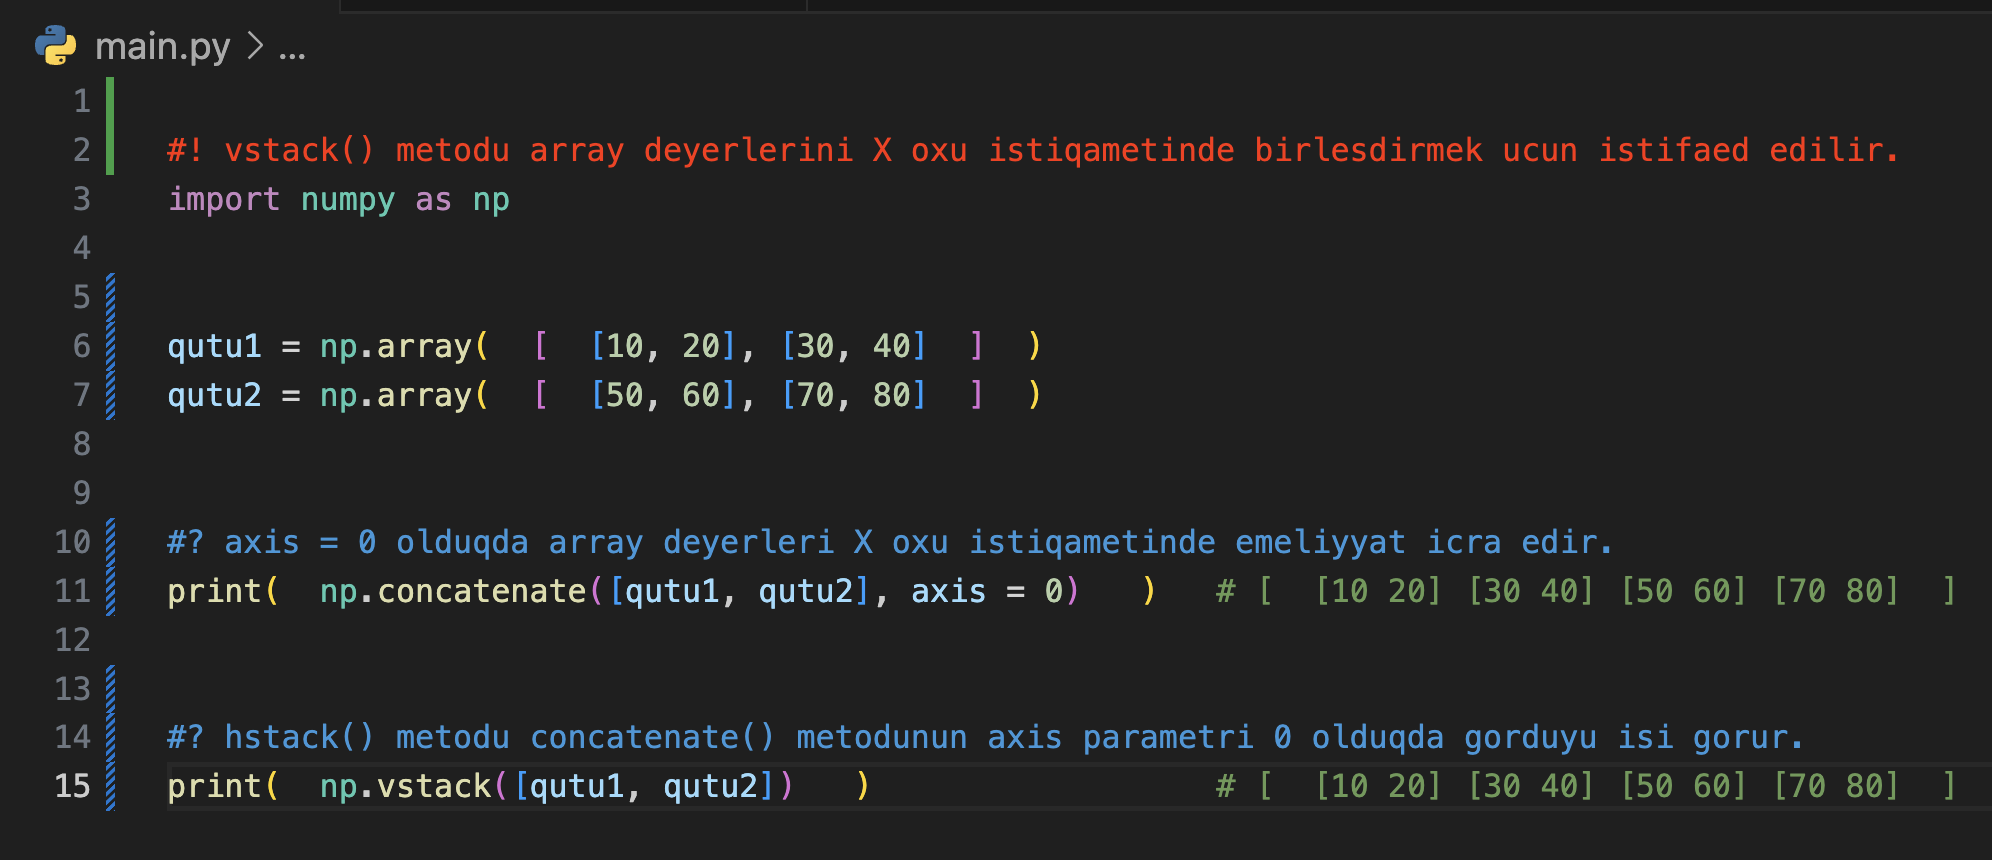 main.py > ...
1
2 #! vstack() metodu array deyerlerini X oxu istiqametinde birlesdirmek ucun istifaed edilir.
3 import numpy as np
4
5
6 qutu1 = np.array(  [  [10, 20], [30, 40]  ]  )
7 qutu2 = np.array(  [  [50, 60], [70, 80]  ]  )
8
9
10 #? axis = 0 olduqda array deyerleri X oxu istiqametinde emeliyyat icra edir.
11 print(  np.concatenate([qutu1, qutu2], axis = 0)   )   # [  [10 20] [30 40] [50 60] [70 80]  ]
12
13
14 #? hstack() metodu concatenate() metodunun axis parametri 0 olduqda gorduyu isi gorur.
15 print(  np.vstack([qutu1, qutu2])   )                  # [  [10 20] [30 40] [50 60] [70 80]  ]